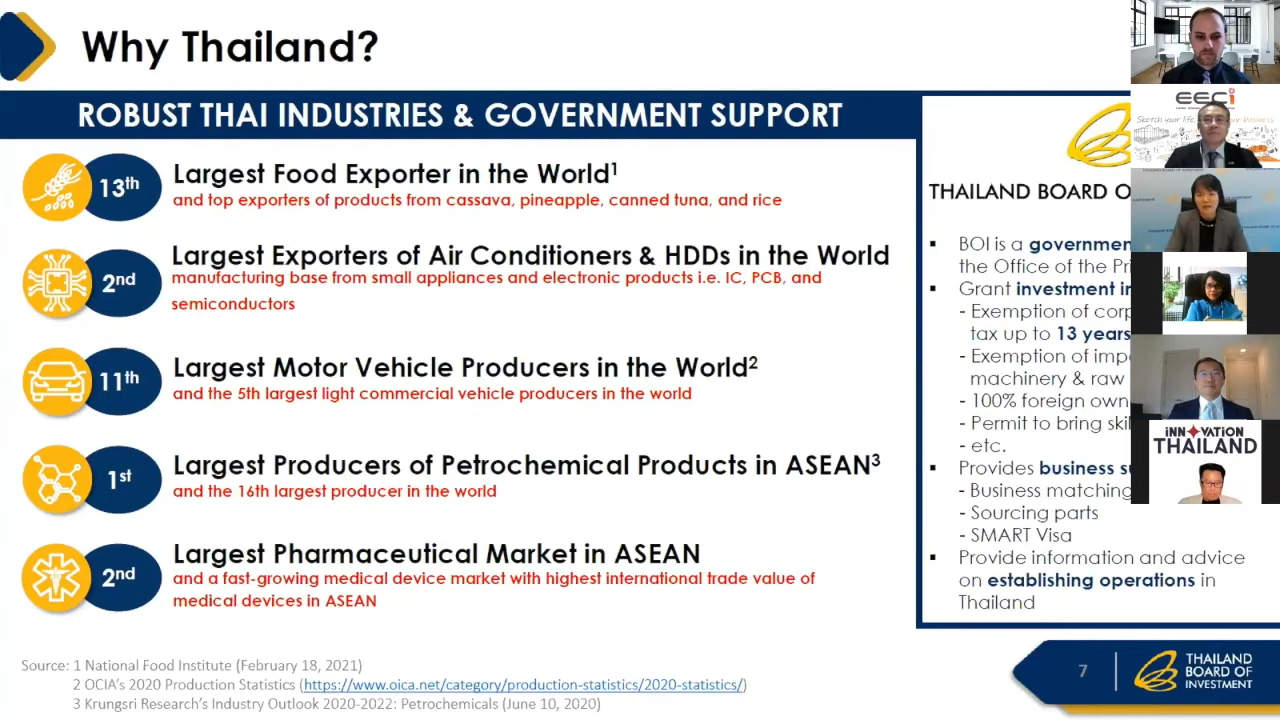 Why Thailand?
ROBUST THAI INDUSTRIES & GOVERNMENT SUPPORT
13th
Largest Food Exporter in the World1
and top exporters of products from cassava, pineapple, canned tuna, and rice
2nd
Largest Exporters of Air Conditioners & HDDs in the World
manufacturing base from small appliances and electronic products i.e. IC, PCB, and
semiconductors
11th
Largest Motor Vehicle Producers in the World2
and the 5th largest light commercial vehicle producers in the world
1st
Largest Producers of Petrochemical Products in ASEAN3
and the 16th largest producer in the world
2nd
Largest Pharmaceutical Market in ASEAN
and a fast-growing medical device market with highest international trade value of
medical devices in ASEAN
Source: 1 National Food Institute (February 18, 2021)
2 OCIA's 2020 Production Statistics (https://www.oica.net/category/production-statistics/2020-statistics/)
3 Krungsri Research's Industry Outlook 2020-2022: Petrochemicals (June 10, 2020)
THAILAND BOARD O
▪ BOI is a governmen
the Office of the Pri
▪ Grant investment in
- Exemption of corp
tax up to 13 years
- Exemption of imp
machinery & raw
- 100% foreign own
- Permit to bring skil
- etc.
▪ Provides business su
- Business matching
- Sourcing parts
- SMART Visa
▪ Provide information and advice
on establishing operations in
Thailand
EECi
Sketch your life, your business
INNOVATION
THAILAND
7
THAILAND
BOARD OF
INVESTMENT